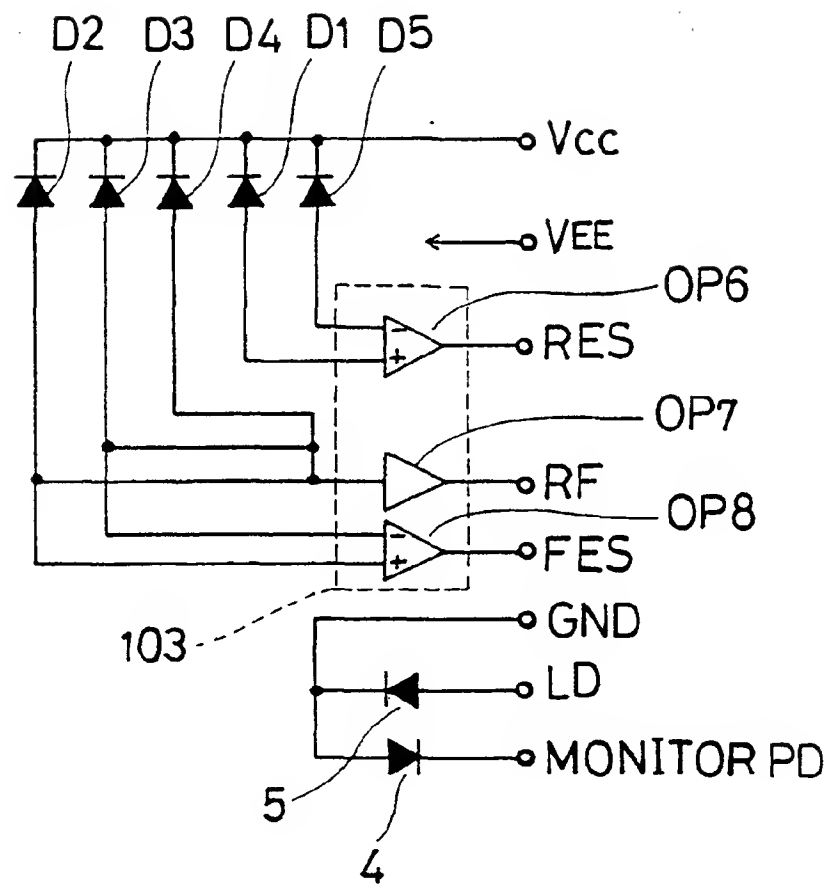 D2 D3 D4 D1 D5
Vcc
VEE
OP6
-
+
RES
OP7
RF
OP8
-
+
FES
103
GND
LD
5
MONITOR PD
4